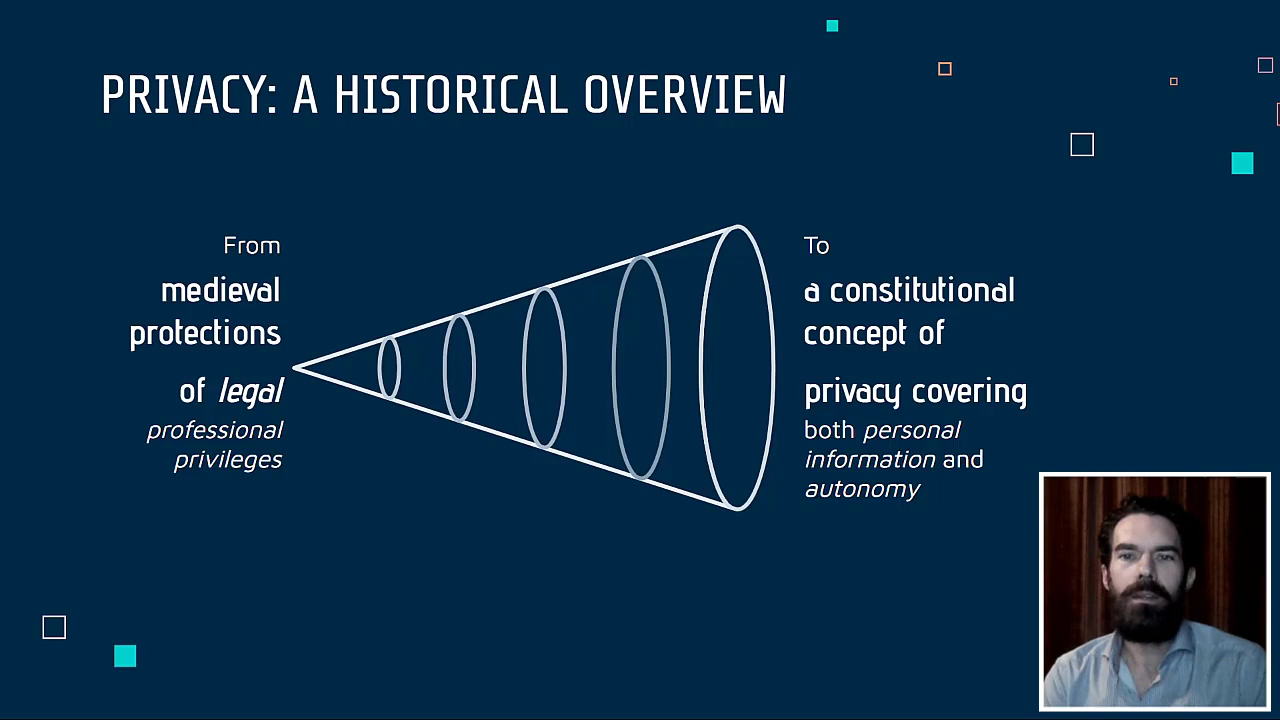 PRIVACY: A HISTORICAL OVERVIEW
From
medieval
protections
of legal
professional
privileges
To
a constitutional
concept of
privacy covering
both personal
information and
autonomy